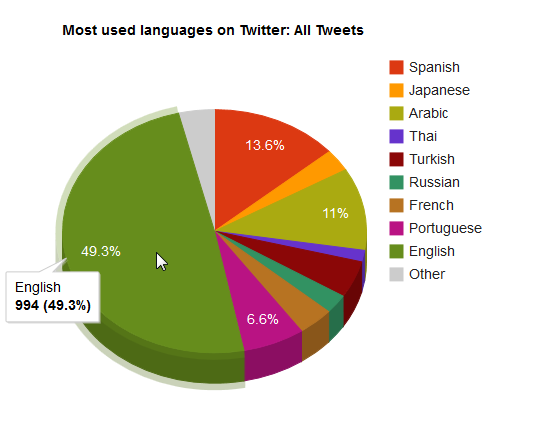 Most used languages on Twitter: All Tweets
Spanish
Japanese
Arabic
Thai
Turkish
Russian
French
Portuguese
English
Other
13.6%
11%
49.3%
6.6%
English
994 (49.3%)